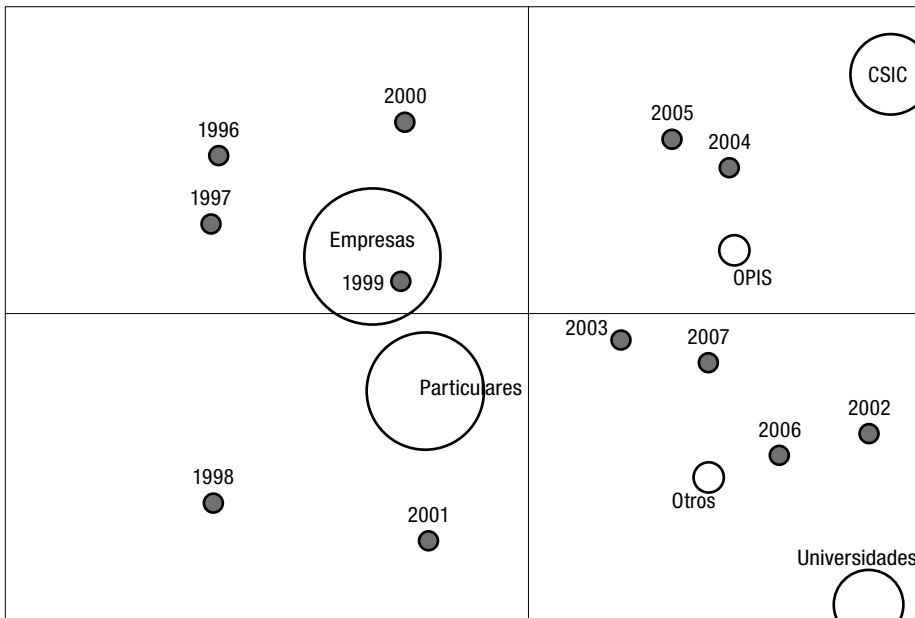 CSIC
2000
2005
1996
2004
1997
Empresas
1999
OPIS
2003
2007
Particulares
2002
2006
1998
Otros
2001
Universidades